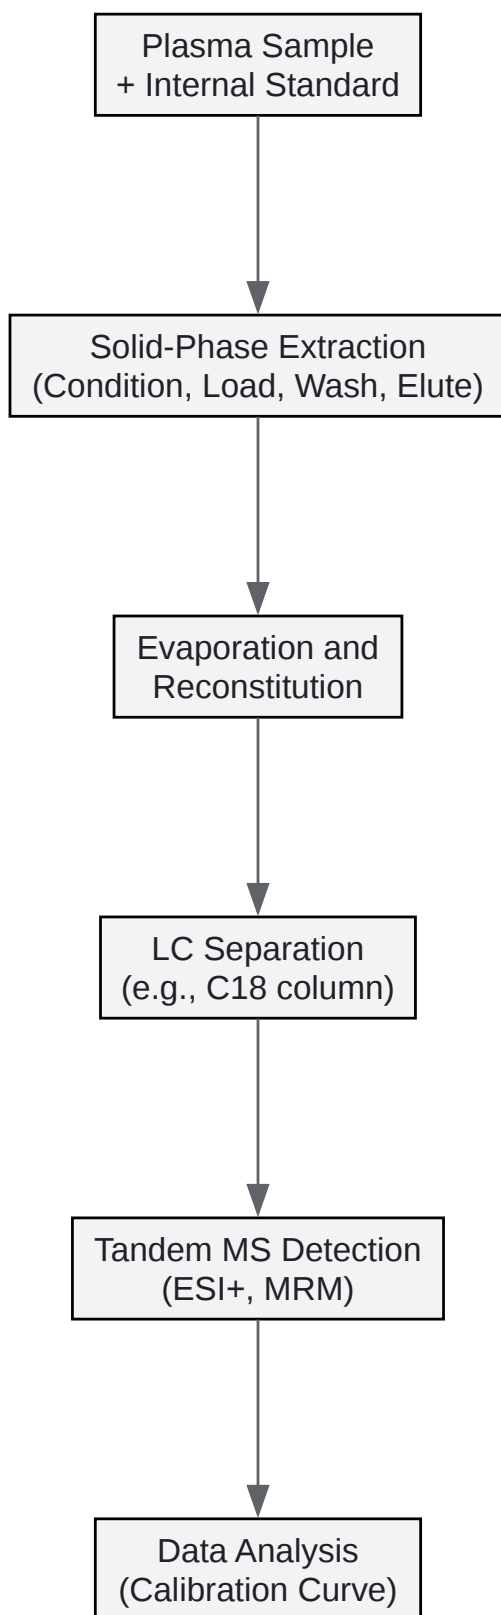 Plasma Sample
+ Internal Standard
Solid-Phase Extraction
(Condition, Load, Wash, Elute)
Evaporation and
Reconstitution
LC Separation
(e.g., C18 column)
Tandem MS Detection
(ESI+, MRM)
Data Analysis
(Calibration Curve)